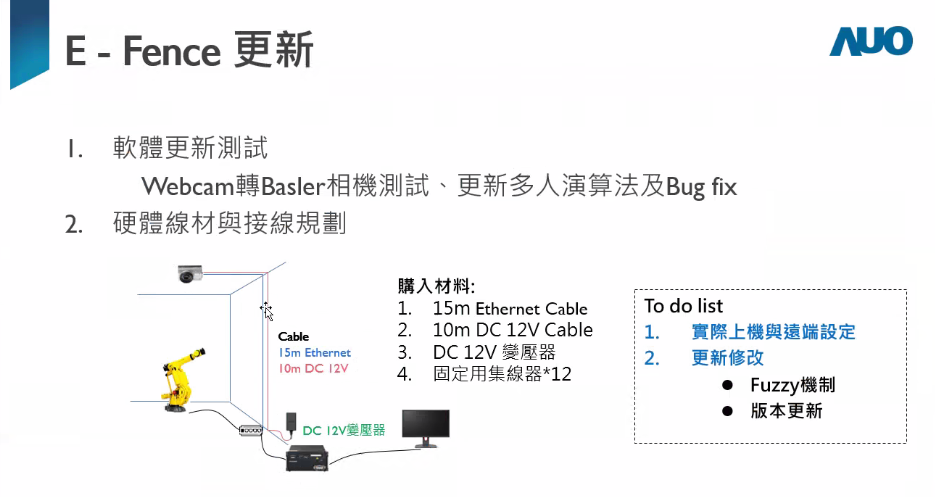 E - Fence 更新
AUO
1. 軟體更新測試
Webcam轉Basler相機測試、更新多人演算法及Bug fix
2. 硬體線材與接線規劃
Cable
15m Ethernet
10m DC 12V
DC 12V變壓器
購入材料:
1. 15m Ethernet Cable
2. 10m DC 12V Cable
3. DC 12V 變壓器
4. 固定用集線器*12
To do list
1. 實際上機與遠端設定
2. 更新修改
● Fuzzy機制
● 版本更新